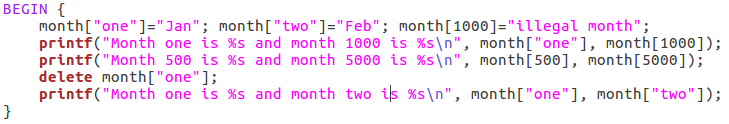 BEGIN {
    month["one"]="Jan"; month["two"]="Feb"; month[1000]="illegal month";
    printf("Month one is %s and month 1000 is %s\n", month["one"], month[1000]);
    printf("Month 500 is %s and month 5000 is %s\n", month[500], month[5000]);
    delete month["one"];
    printf("Month one is %s and month two is %s\n", month["one"], month["two"]);
}